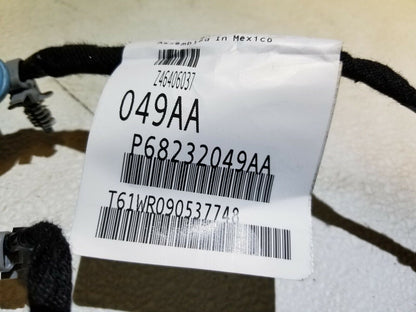 Assembled in Mexico
Z46406037
049AA
P68232049AA
T61WR090537748